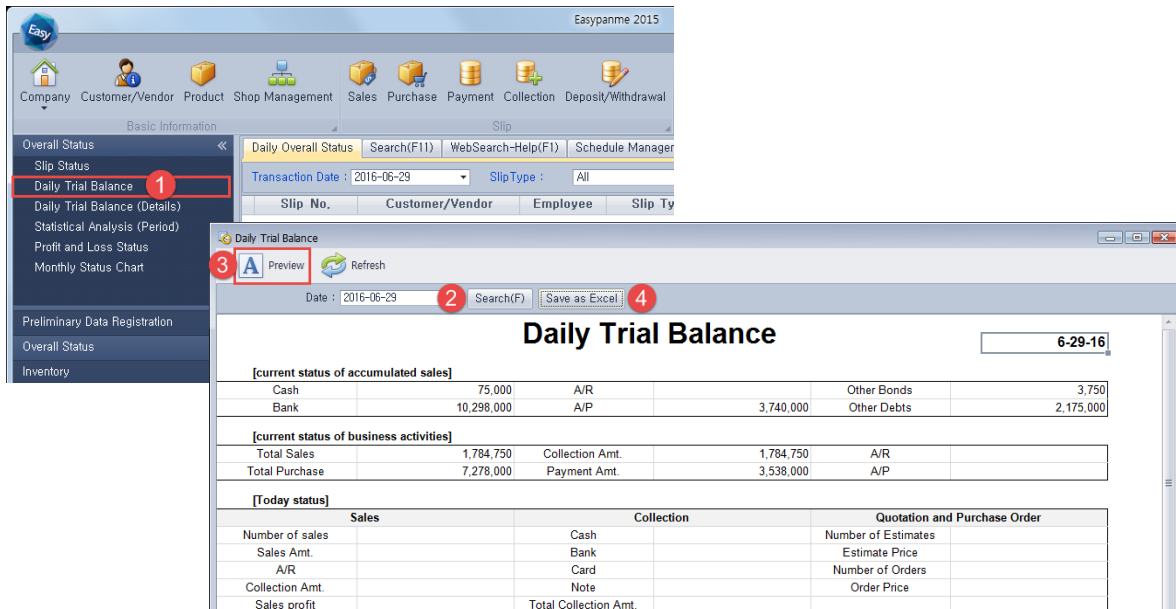 Easypanme 2015
Easy
Company Customer/Vendor Product Shop Management Sales Purchase Payment Collection Deposit/Withdrawal
Basic Information Slip
Overall Status
Slip Status
Daily Trial Balance 1
Daily Trial Balance (Details)
Statistical Analysis (Period)
Profit and Loss Status
Monthly Status Chart
Preliminary Data Registration
Overall Status
Inventory
Daily Overall Status Search(F11) WebSearch-Help(F1) Schedule Manager
Transaction Date : 2016-06-29 SlipType : All
Slip No. Customer/Vendor Employee Slip Ty
Daily Trial Balance
3 A Preview Refresh
Date : 2016-06-29 2 Search(F) Save as Excel 4
Daily Trial Balance
6-29-16
[current status of accumulated sales]
Cash 75,000 A/R Other Bonds 3,750
Bank 10,298,000 A/P 3,740,000 Other Debts 2,175,000
[current status of business activities]
Total Sales 1,784,750 Collection Amt. 1,784,750 A/R
Total Purchase 7,278,000 Payment Amt. 3,538,000 A/P
[Today status]
Sales Collection Quotation and Purchase Order
Number of sales Cash Number of Estimates
Sales Amt. Bank Estimate Price
A/R Card Number of Orders
Collection Amt. Note Order Price
Sales profit Total Collection Amt.